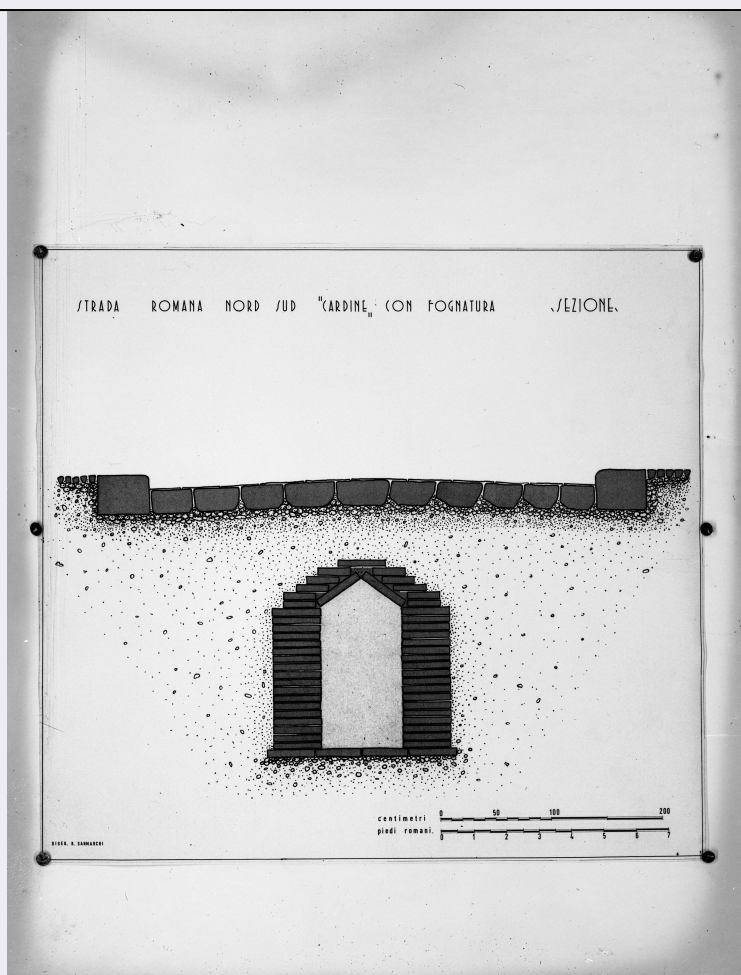 STRADA ROMANA NORD SUD "CARDINE" CON FOGNATURA SEZIONE
centimetri 0 50 100 200
piedi romani. 0 1 2 3 4 5 6 7
DISEG. B. SANMARCHI